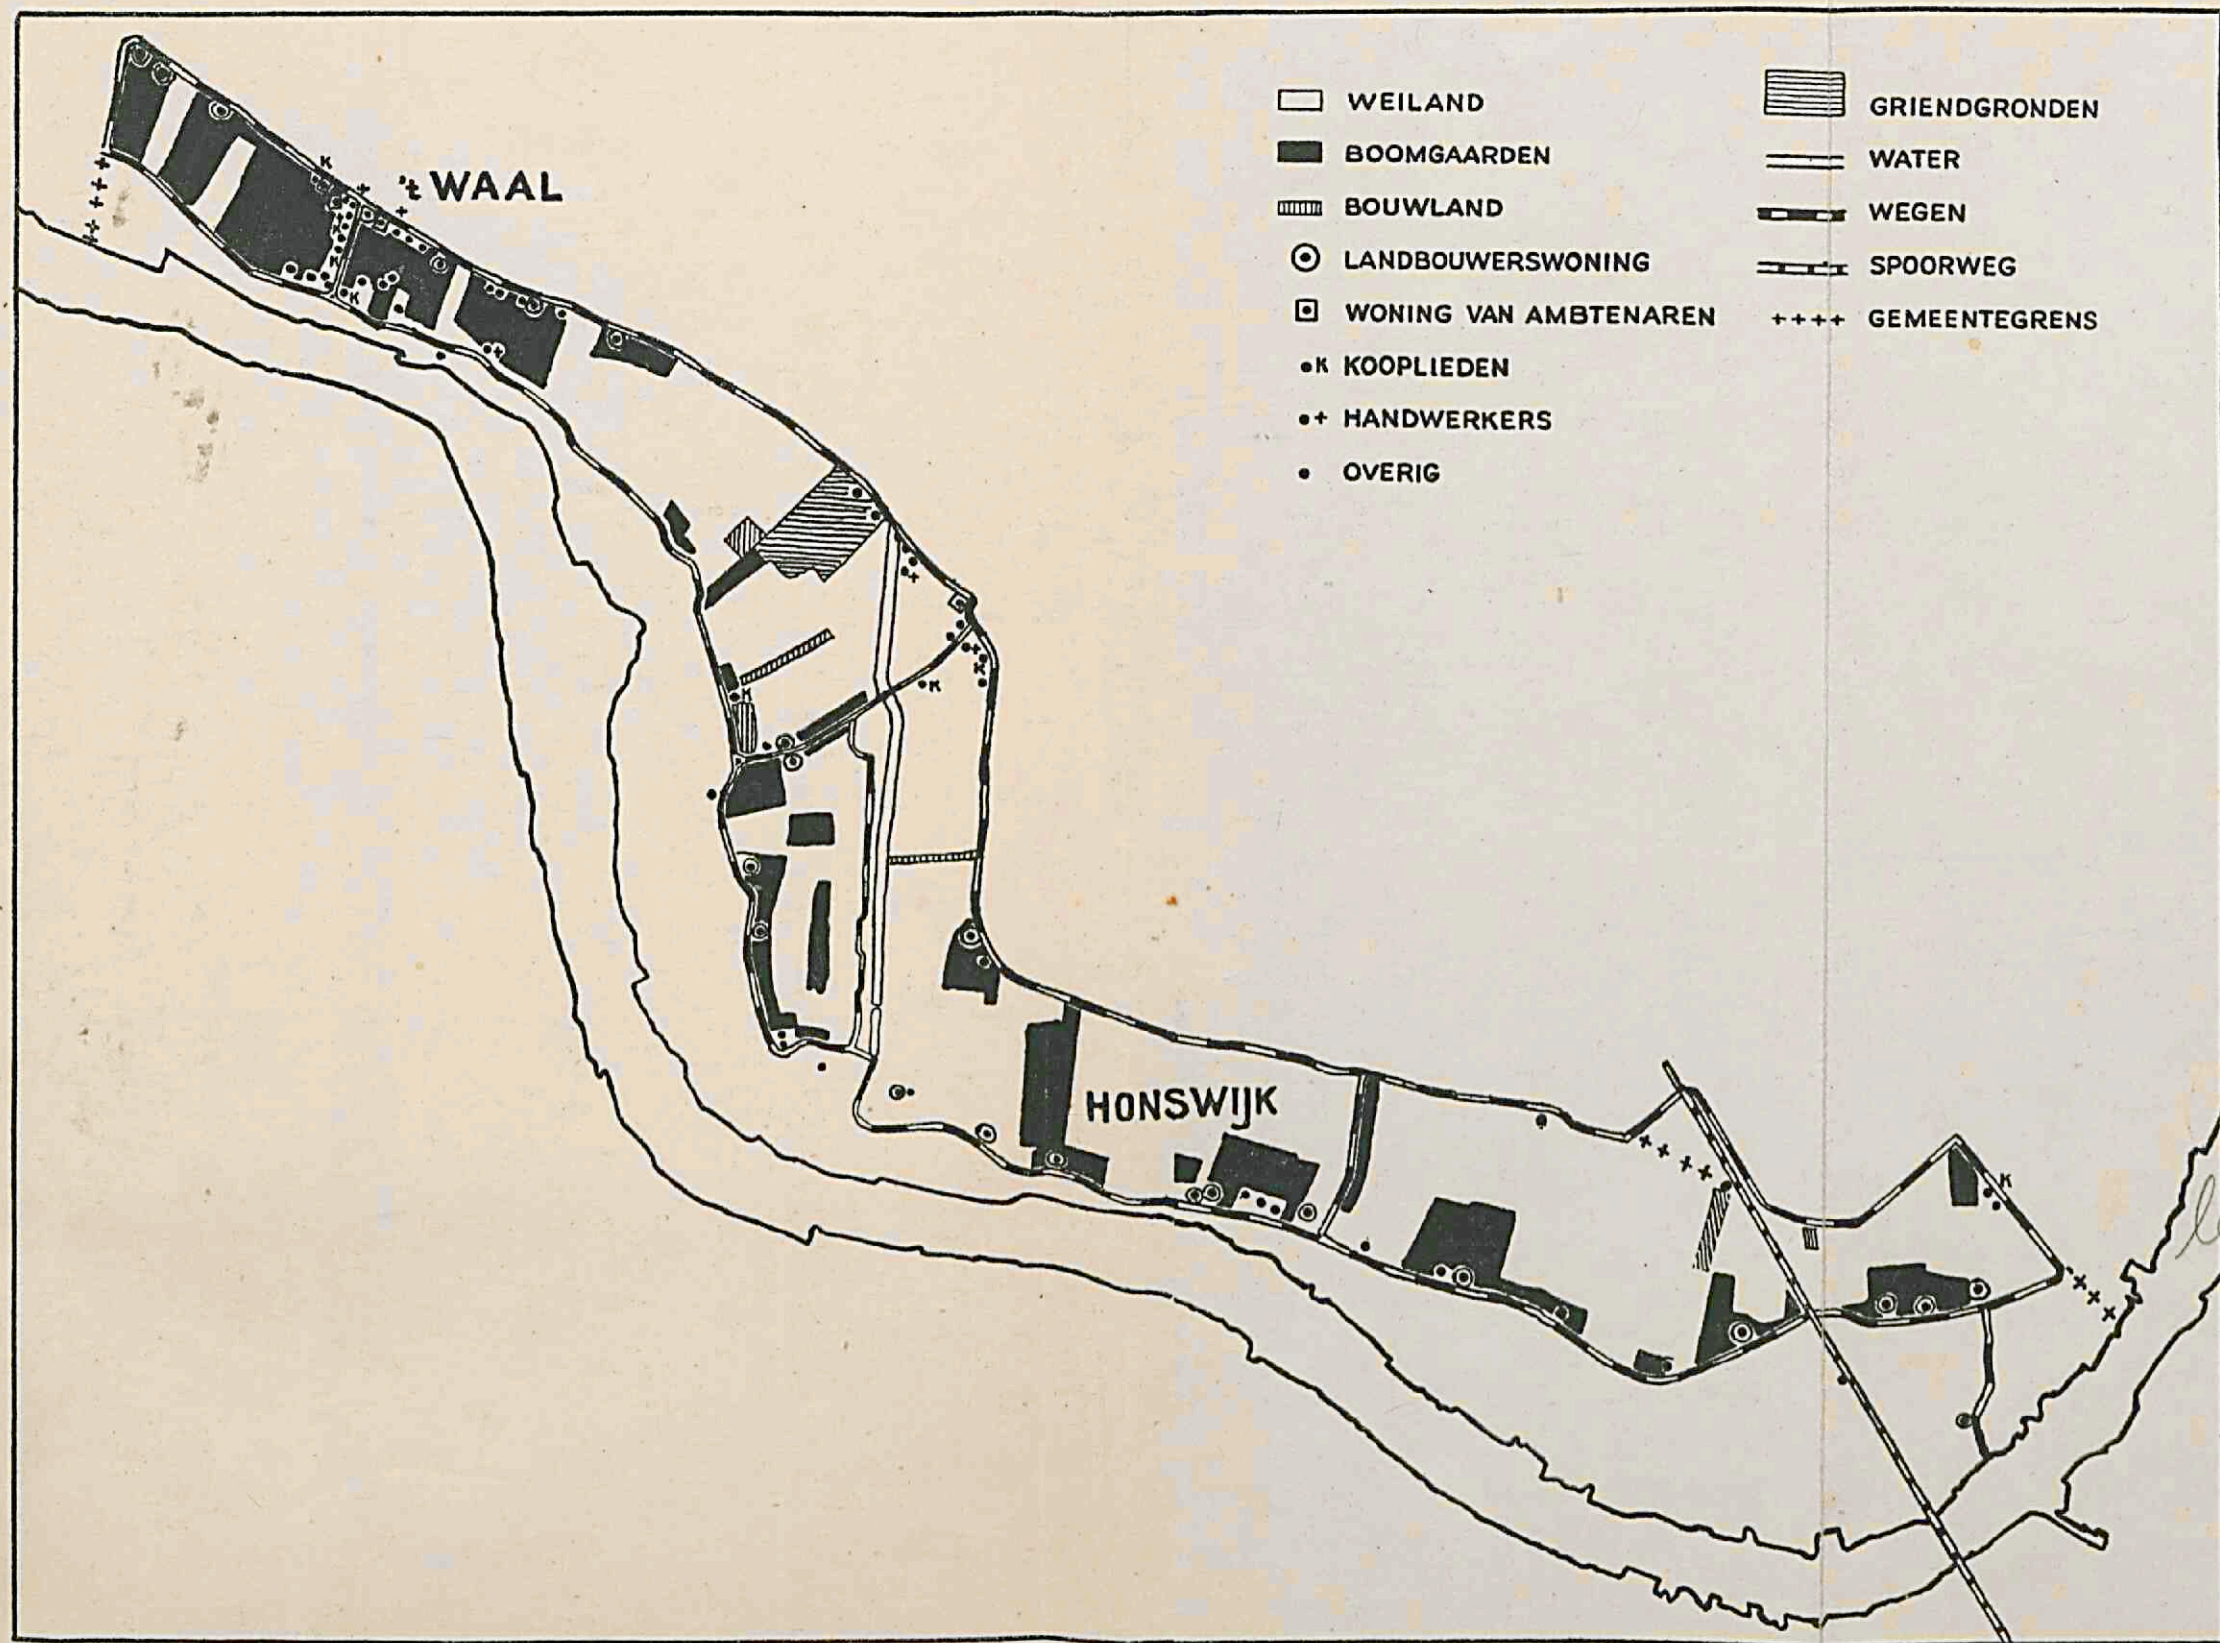 't WAAL
HONSWIJK
WEILAND
BOOMGAARDEN
BOUWLAND
LANDBOUWERSWONING
WONING VAN AMBTENAREN
•K KOOPLIEDEN
•+ HANDWERKERS
• OVERIG
GRIENDGRONDEN
WATER
WEGEN
SPOORWEG
++++ GEMEENTEGRENS
K
K
K
K
K
K
K
K